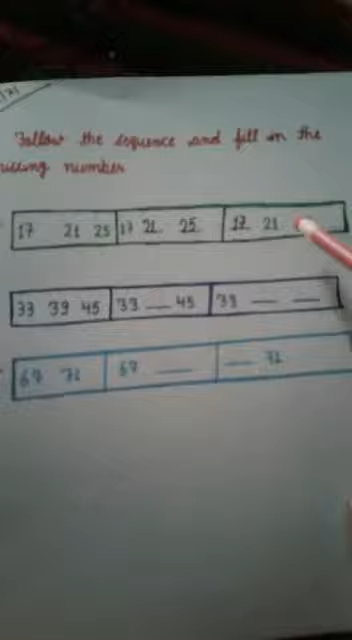 Follow the sequence and fill in the
missing number
17 21 25 17 21 25 17 21
33 39 45 33 __ 45 33 __ __
67 71 67 __ __ 71